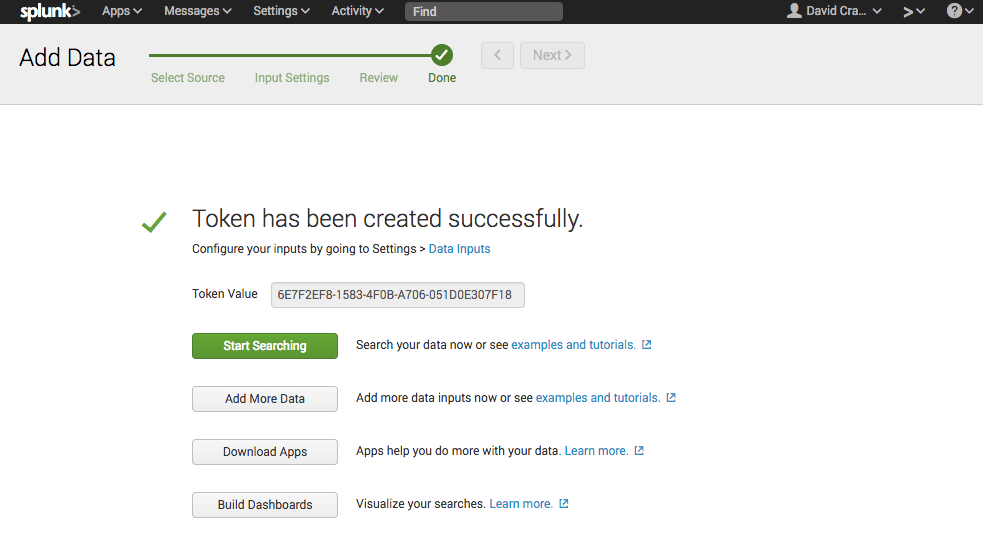 splunk> Apps Messages Settings Activity Find David Cra... >
Add Data
Select Source Input Settings Review Done
< Next >
Token has been created successfully.
Configure your inputs by going to Settings > Data Inputs
Token Value 6E7F2EF8-1583-4F0B-A706-051D0E307F18
Start Searching Search your data now or see examples and tutorials.
Add More Data Add more data inputs now or see examples and tutorials.
Download Apps Apps help you do more with your data. Learn more.
Build Dashboards Visualize your searches. Learn more.